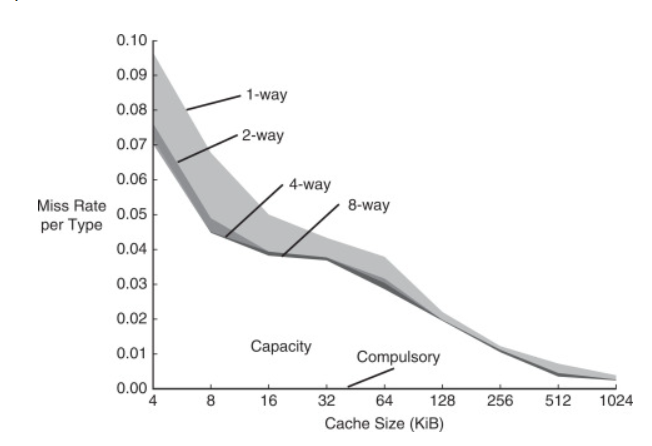 0.10
0.09
0.08
0.07
0.06
0.05
0.04
0.03
0.02
0.01
0.00
Miss Rate
per Type
1-way
2-way
4-way
8-way
Capacity
Compulsory
4 8 16 32 64 128 256 512 1024
Cache Size (KiB)